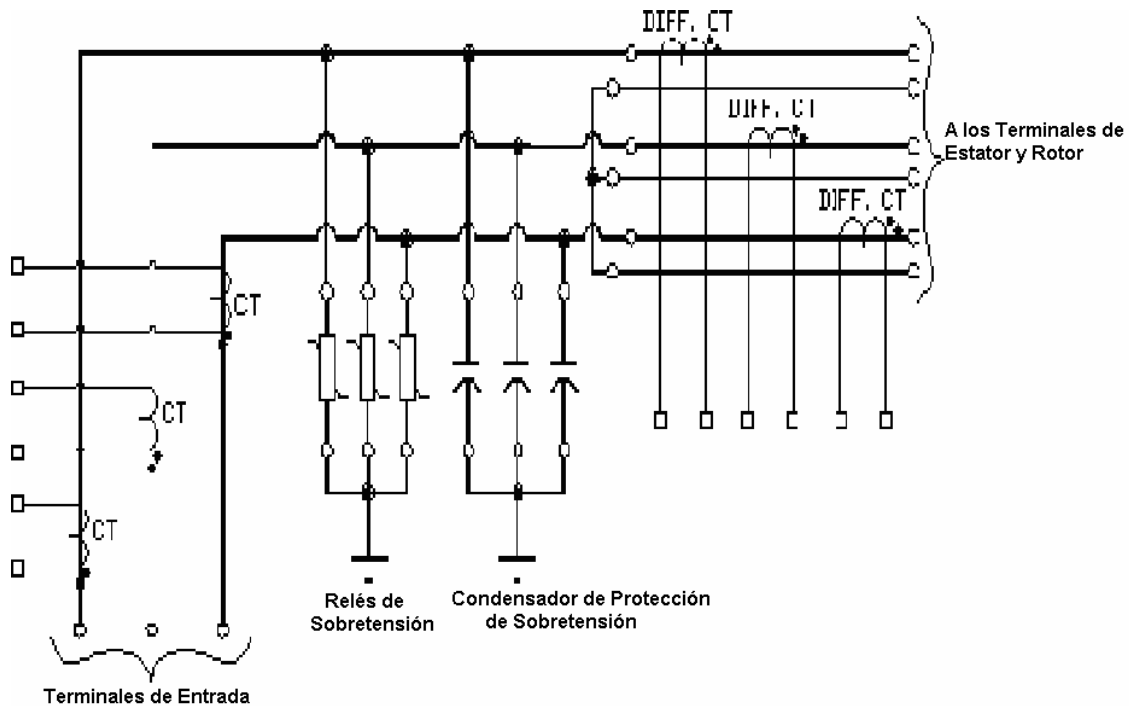 DIFF. CT
DIFF. CT
A los Terminales de
Estator y Rotor
DIFF. CT
CT
CT
CT
Relés de
Sobretensión
Condensador de Protección
de Sobretensión
Terminales de Entrada